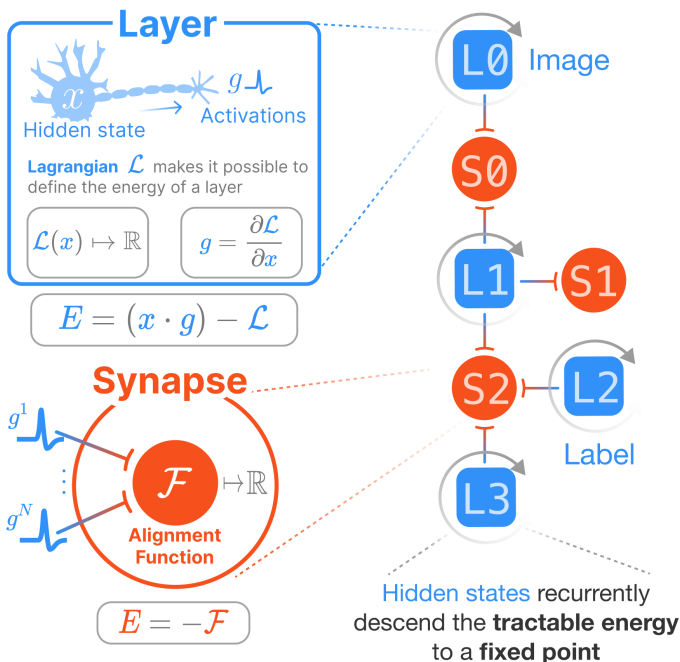 Layer
x
g
Hidden state
Activations
Lagrangian ℒ makes it possible to
define the energy of a layer
ℒ(x) ↦ ℝ
g = ∂ℒ/∂x
E = (x · g) − ℒ
Synapse
g¹
⋮
gᴺ
ℱ
↦ℝ
Alignment
Function
E = −ℱ
L0
Image
S0
L1
S1
S2
L2
Label
L3
Hidden states recurrently
descend the tractable energy
to a fixed point